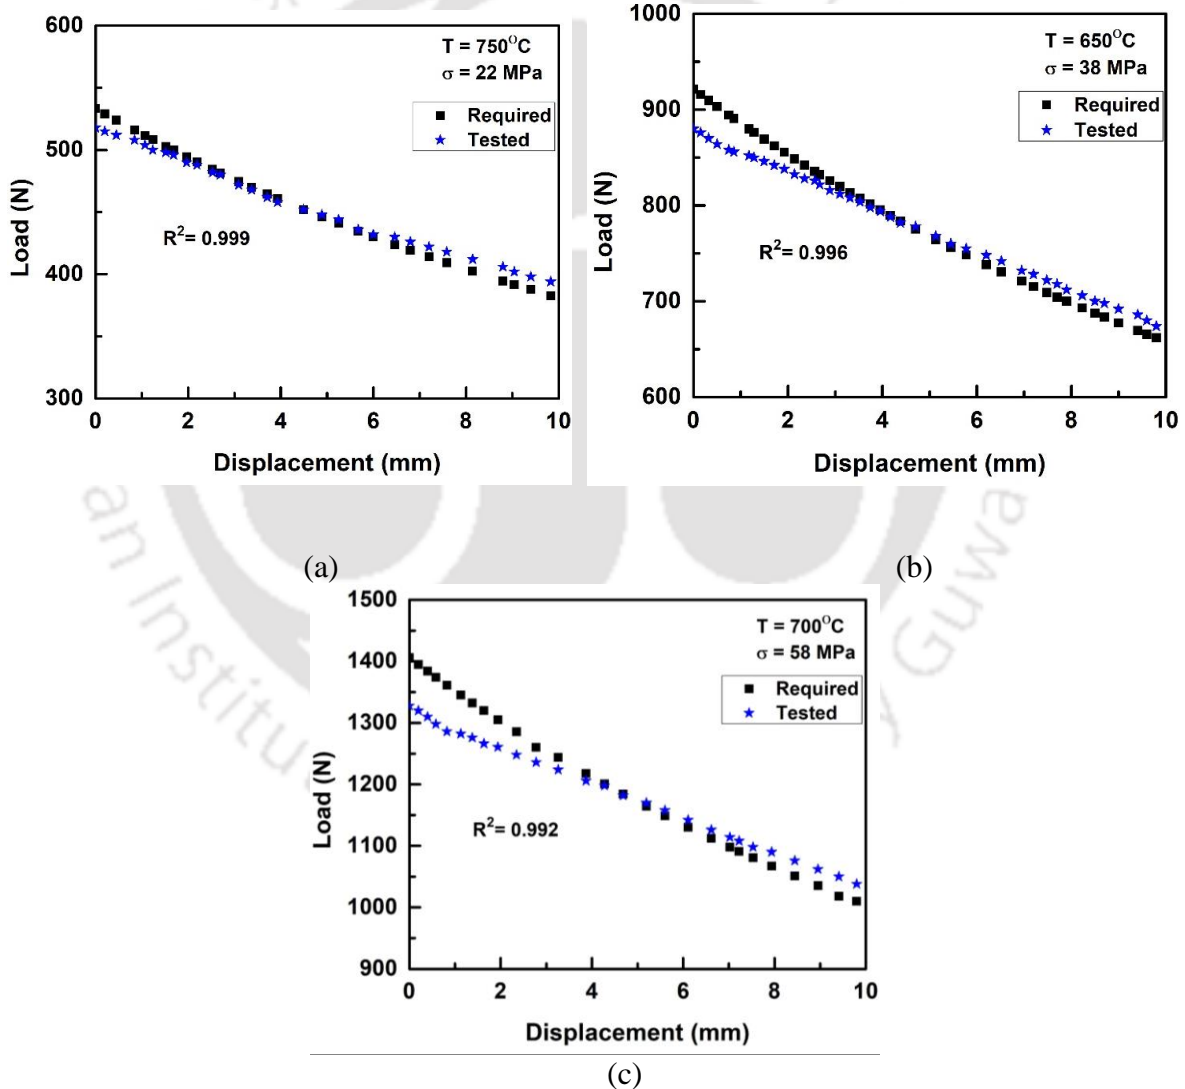 600
500
400
300
Load (N)
T = 750°C
σ = 22 MPa
Required
Tested
R²= 0.999
0 2 4 6 8 10
Displacement (mm)
1000
900
800
700
600
Load (N)
T = 650°C
σ = 38 MPa
Required
Tested
R²= 0.996
0 2 4 6 8 10
Displacement (mm)
(a)
(b)
1500
1400
1300
1200
1100
1000
900
Load (N)
T = 700°C
σ = 58 MPa
Required
Tested
R²= 0.992
0 2 4 6 8 10
Displacement (mm)
(c)